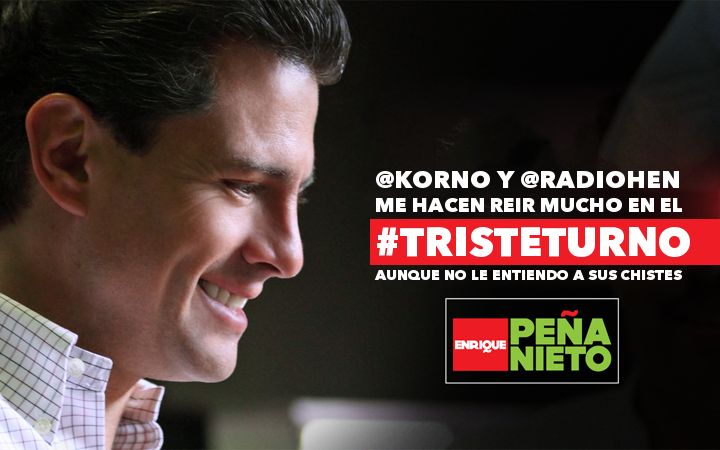 @KORNO Y @RADIOHEN
ME HACEN REIR MUCHO EN EL
#TRISTETURNO
AUNQUE NO LE ENTIENDO A SUS CHISTES
ENRIQUE
PEÑA
NIETO